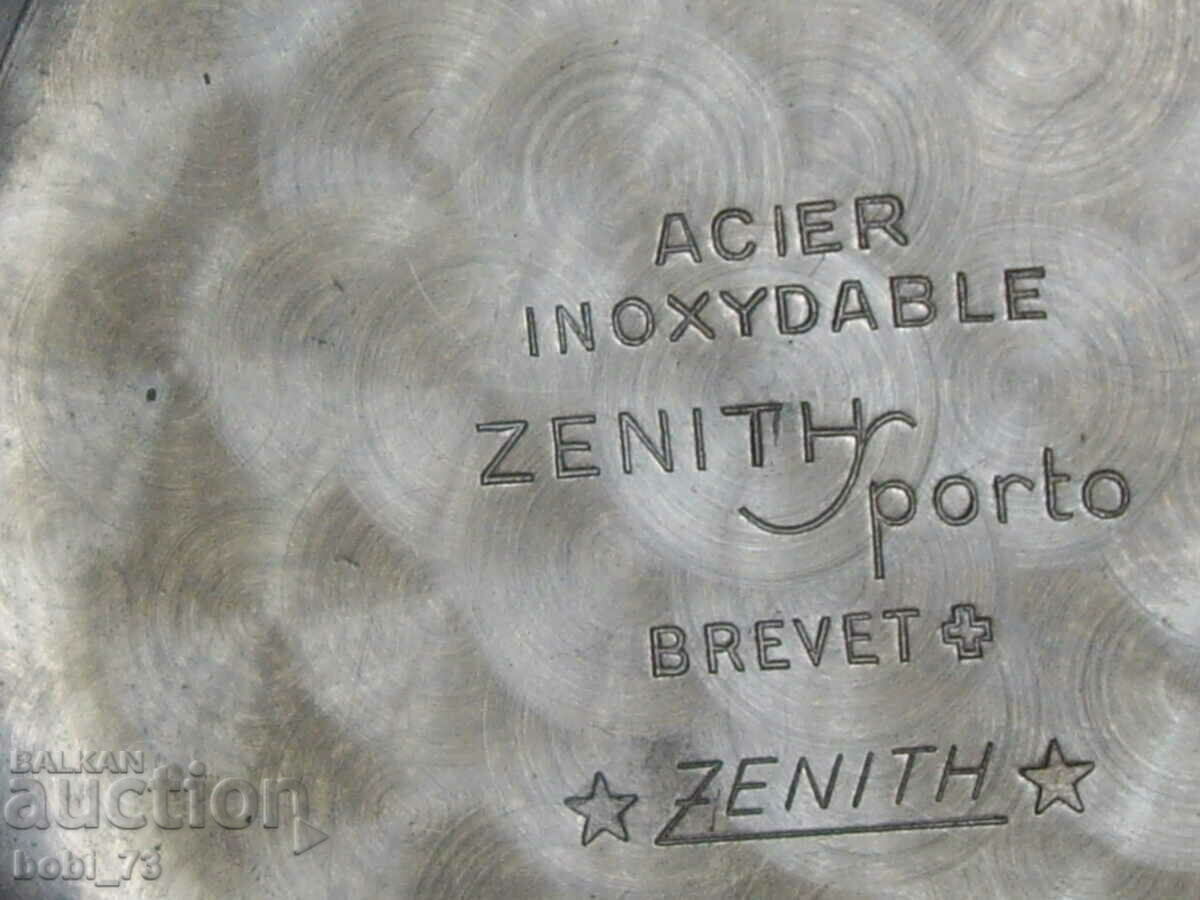 ACIER
INOXYDABLE
ZENITH Sporto
BREVET
ZENITH
BALKAN
auction
bobi_73